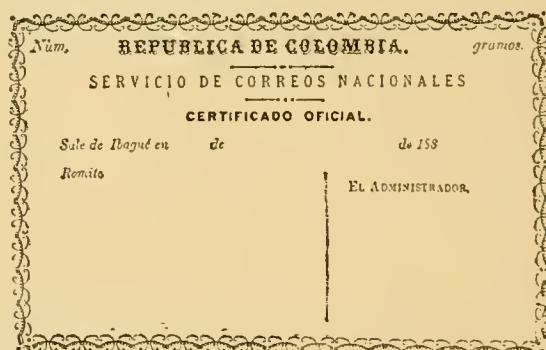 Núm. REPUBLICA DE COLOMBIA. gramos.
SERVICIO DE CORREOS NACIONALES
CERTIFICADO OFICIAL.
Sale de Ibagué en de de 188
Remite
EL ADMINISTRADOR,